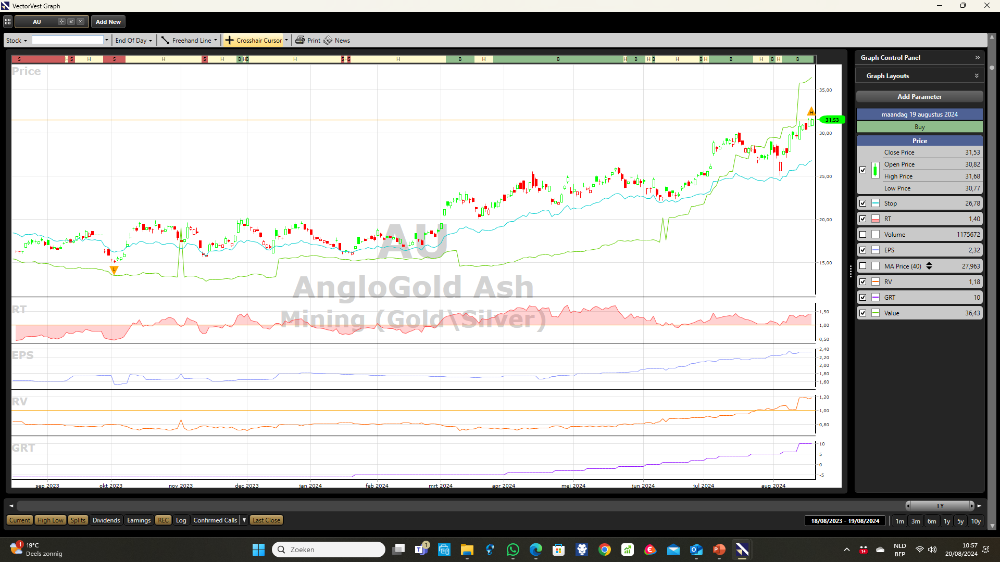 VectorVest Graph
AU
Add New
Stock
End Of Day
Freehand Line
Crosshair Cursor
Print
News
S H S H S H S H B H B H S H S H B H B H B H B H B H B H B H B
Price
35,00
31,53
30,00
25,00
20,00
15,00
H
L
AU
AngloGold Ash
Mining (Gold\Silver)
RT
1,50
1,00
0,50
EPS
2,40
2,20
2,00
1,80
1,60
RV
1,20
1,00
0,80
GRT
10
5
0
-5
sep 2023 okt 2023 nov 2023 dec 2023 jan 2024 feb 2024 mrt 2024 apr 2024 mei 2024 jun 2024 jul 2024 aug 2024
Graph Control Panel
Graph Layouts
Add Parameter
maandag 19 augustus 2024
Buy
Price
Close Price 31,53
Open Price 30,82
High Price 31,68
Low Price 30,77
Stop 26,78
RT 1,40
Volume 1175672
EPS 2,32
MA Price (40) 27,963
RV 1,18
GRT 10
Value 36,43
1 Y
Current High Low Splits Dividends Earnings REC Log Confirmed Calls Last Close
18/08/2023 - 19/08/2024 1m 3m 6m 1y 5y 10y
1
19°C
Deels zonnig
Zoeken
1
14
NLD
BEP
10:57
20/08/2024